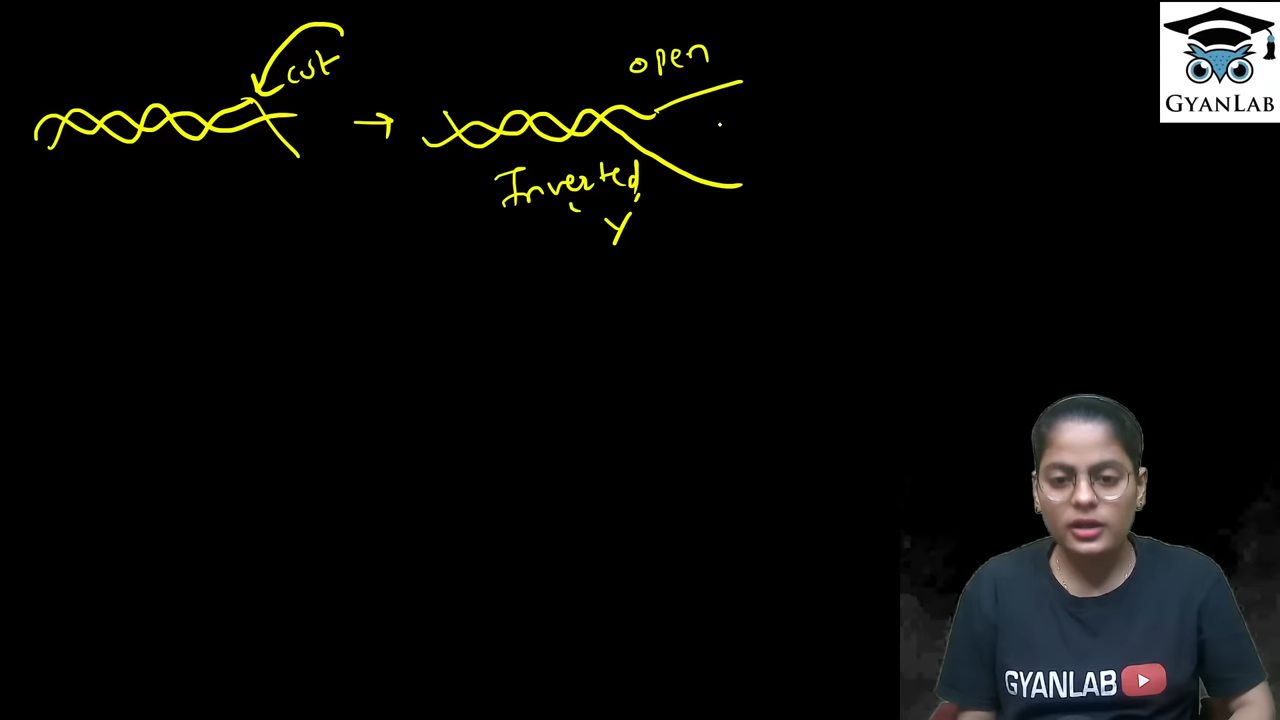 cut
open
→
Inverted
Y
GYANLAB
GYANLAB